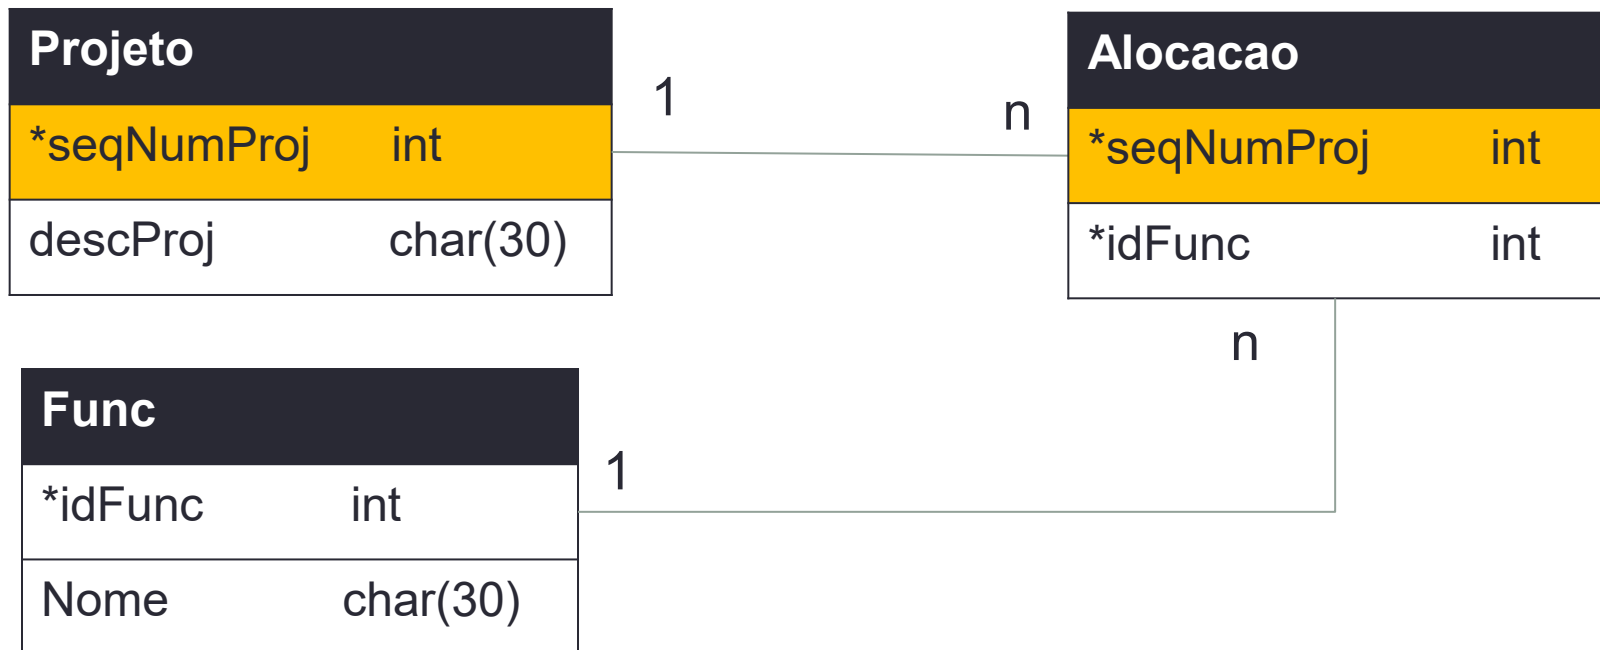 Projeto
*seqNumProj int
descProj char(30)
1
n
Alocacao
*seqNumProj int
*idFunc int
n
Func
*idFunc int
Nome char(30)
1